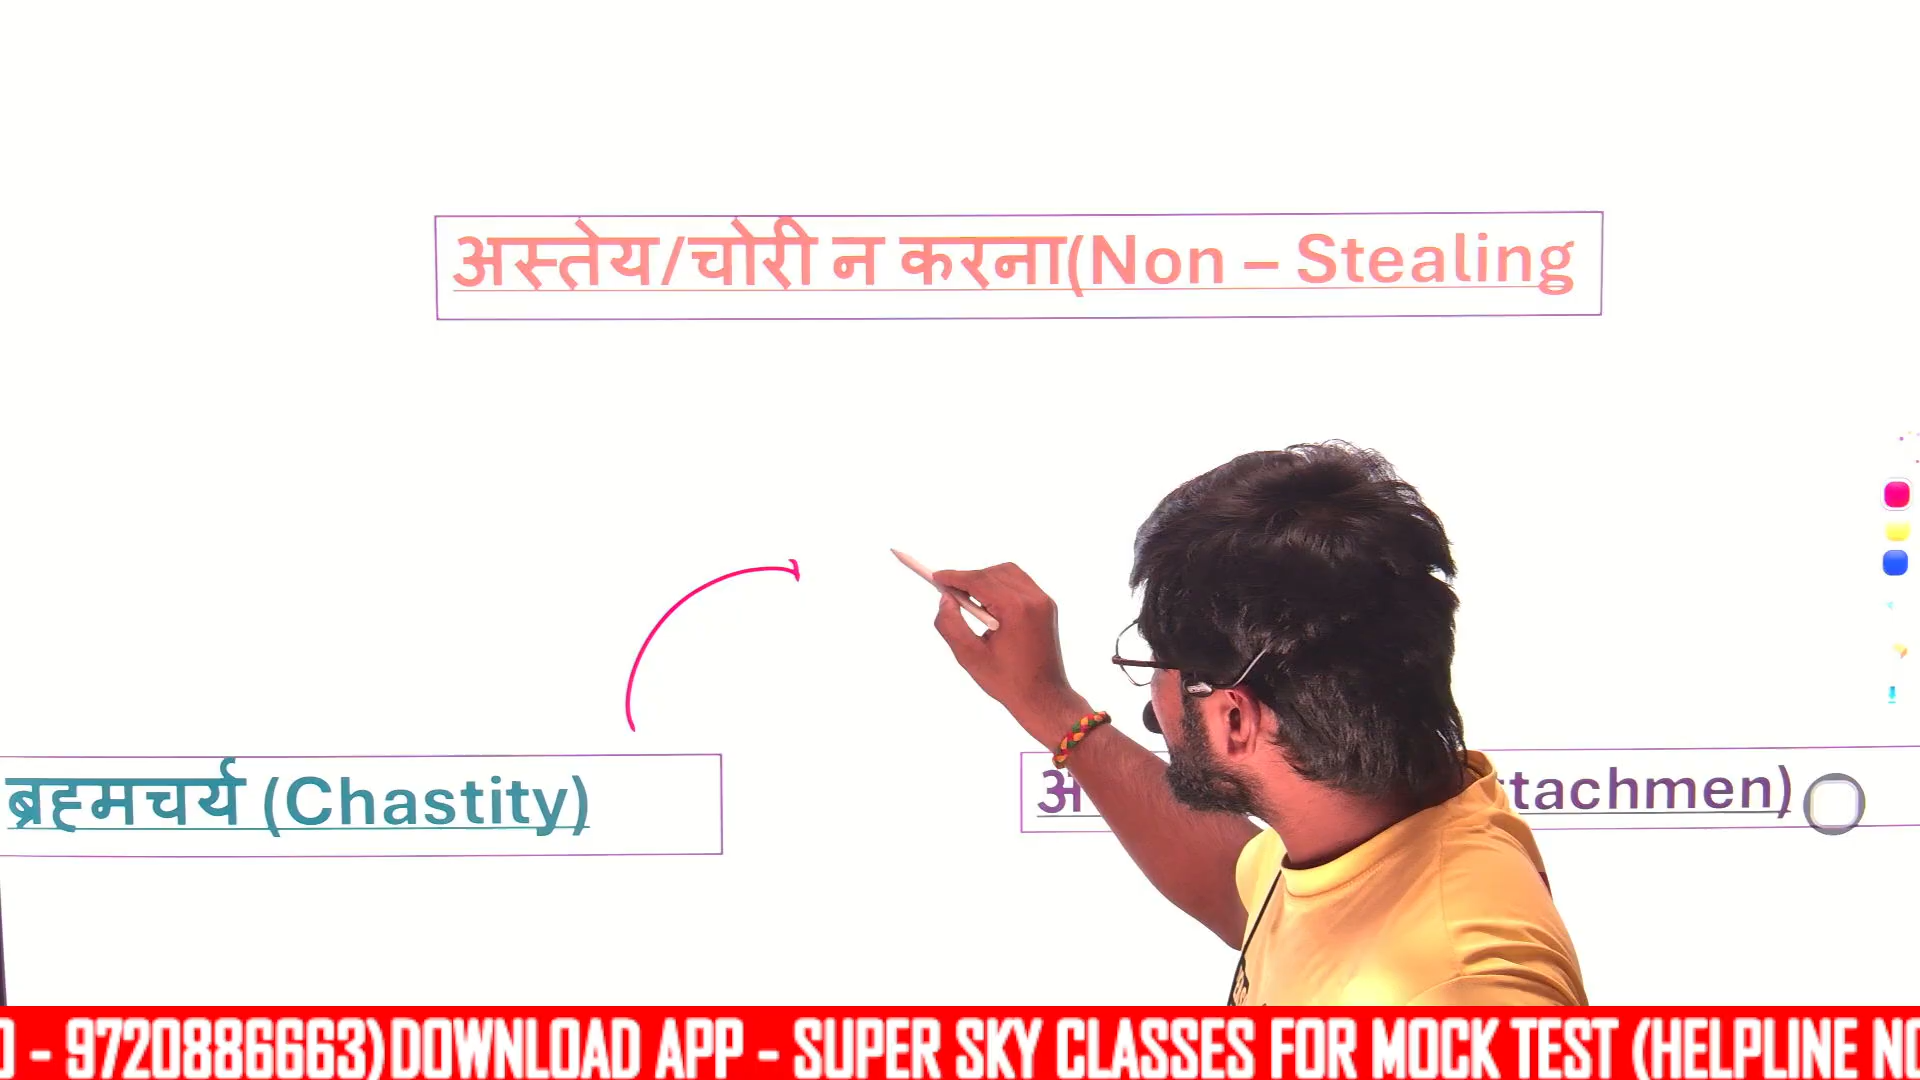 अस्तेय/चोरी न करना(Non – Stealing
ब्रह्मचर्य (Chastity)
tachmen)
0 - 9720886663)DOWNLOAD APP - SUPER SKY CLASSES FOR MOCK TEST (HELPLINE NO